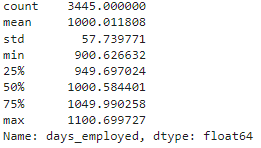 count    3445.000000
mean     1000.011808
std        57.739771
min       900.626632
25%       949.697024
50%      1000.584401
75%      1049.990258
max      1100.699727
Name: days_employed, dtype: float64